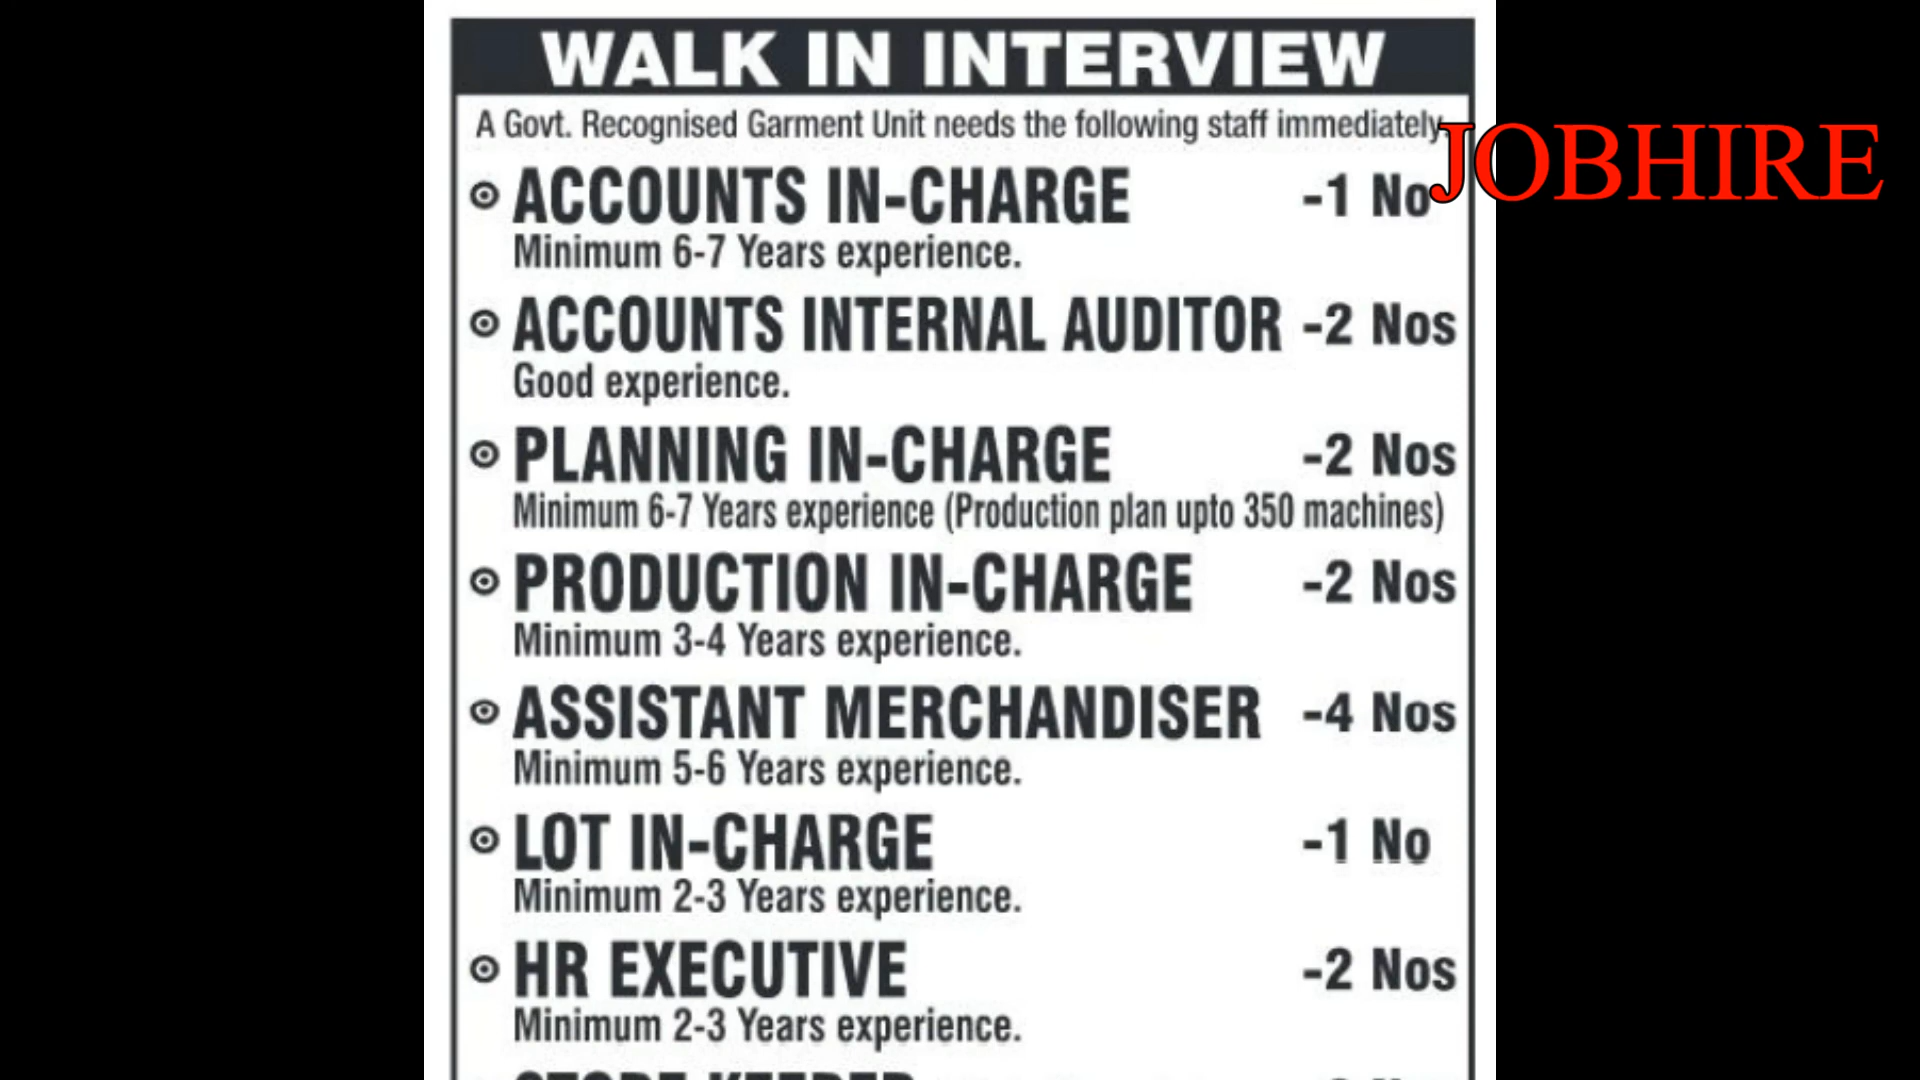 WALK IN INTERVIEW
A Govt. Recognised Garment Unit needs the following staff immediately.
JOBHIRE
ACCOUNTS IN-CHARGE -1 No
Minimum 6-7 Years experience.
ACCOUNTS INTERNAL AUDITOR -2 Nos
Good experience.
PLANNING IN-CHARGE -2 Nos
Minimum 6-7 Years experience (Production plan upto 350 machines)
PRODUCTION IN-CHARGE -2 Nos
Minimum 3-4 Years experience.
ASSISTANT MERCHANDISER -4 Nos
Minimum 5-6 Years experience.
LOT IN-CHARGE -1 No
Minimum 2-3 Years experience.
HR EXECUTIVE -2 Nos
Minimum 2-3 Years experience.
STORE KEEPER